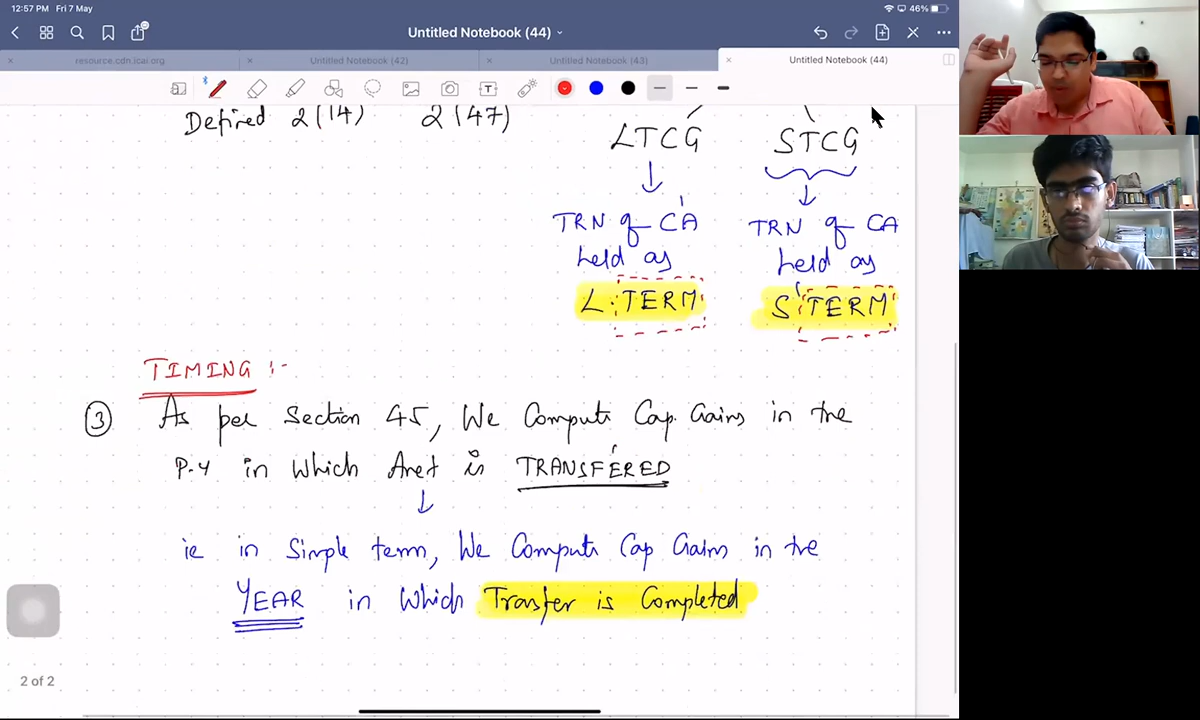 12:57 PM Fri 7 May
46%
Untitled Notebook (44)
resource.cdn.icai.org
Untitled Notebook (42)
Untitled Notebook (43)
Untitled Notebook (44)
Defined 2(14) 2(47)
LTCG STCG
TRN of CA TRN of CA
held as held as
L.TERM S'TERM
TIMING :-
③ As per Section 45, We Compute Cap. Gains in the
P.Y in which Asset is TRANSFERED
ie in Simple term, We Compute Cap Gains in the
YEAR in which Trasfer is Completed
2 of 2